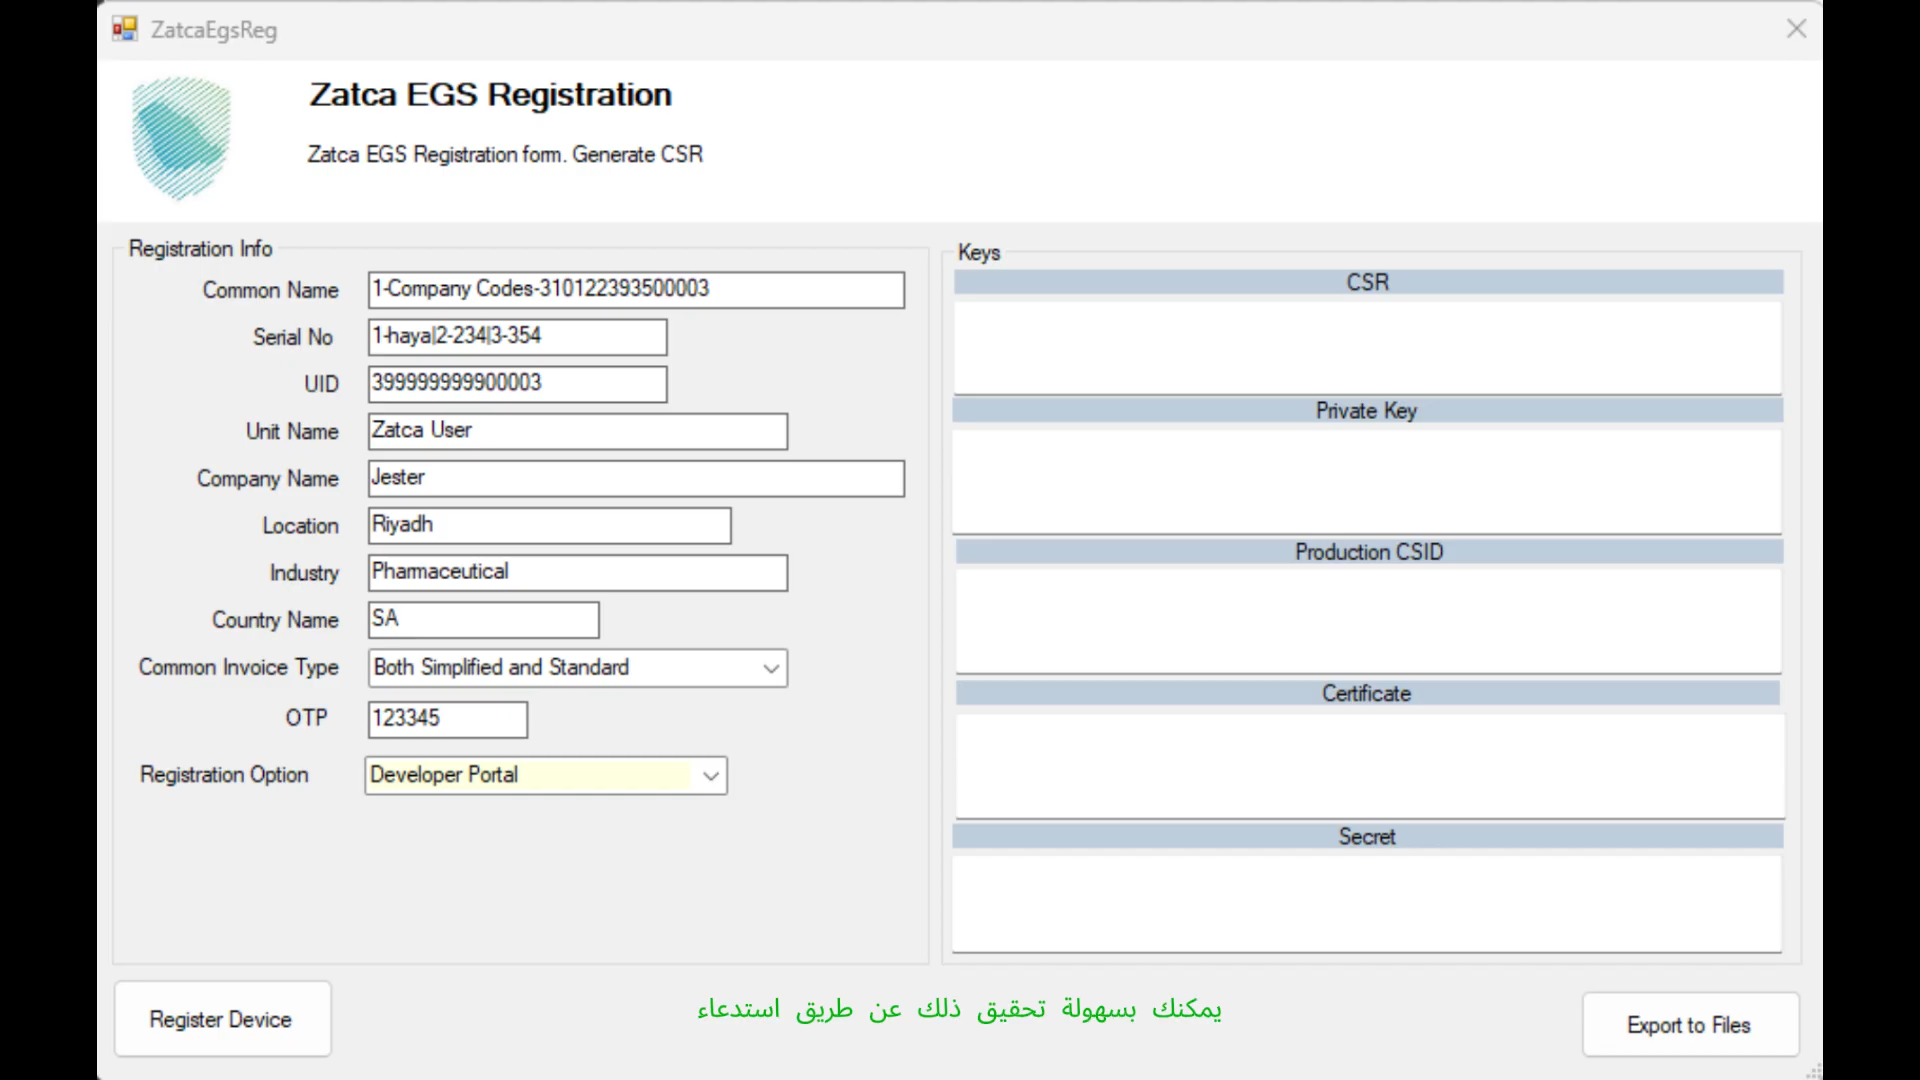 ZatcaEgsReg
Zatca EGS Registration
Zatca EGS Registration form. Generate CSR
Registration Info
Common Name 1-Company Codes-310122393500003
Serial No 1-haya|2-234|3-354
UID 399999999900003
Unit Name Zatca User
Company Name Jester
Location Riyadh
Industry Pharmaceutical
Country Name SA
Common Invoice Type Both Simplified and Standard
OTP 123345
Registration Option Developer Portal
Keys
CSR
Private Key
Production CSID
Certificate
Secret
Register Device
يمكنك بسهولة تحقيق ذلك عن طريق استدعاء
Export to Files